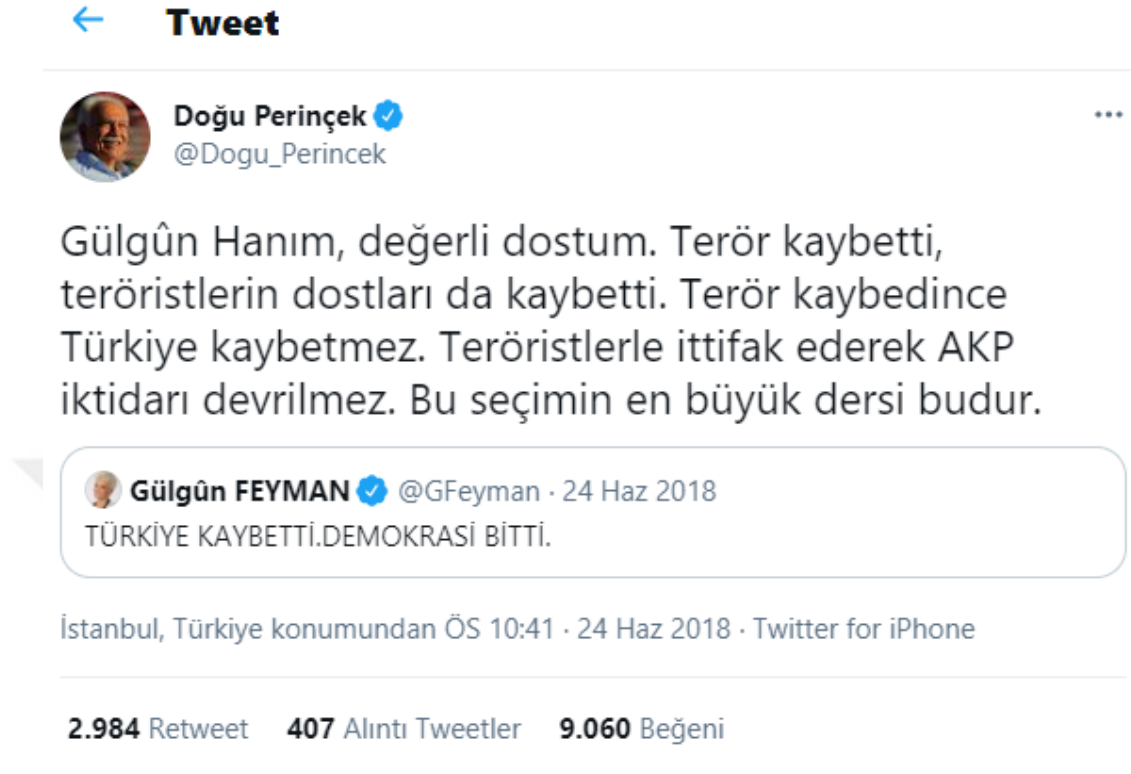 Tweet
Doğu Perinçek
@Dogu_Perincek
Gülgûn Hanım, değerli dostum. Terör kaybetti,
teröristlerin dostları da kaybetti. Terör kaybedince
Türkiye kaybetmez. Teröristlerle ittifak ederek AKP
iktidarı devrilmez. Bu seçimin en büyük dersi budur.
Gülgûn FEYMAN @GFeyman · 24 Haz 2018
TÜRKİYE KAYBETTİ.DEMOKRASİ BİTTİ.
İstanbul, Türkiye konumundan ÖS 10:41 · 24 Haz 2018 · Twitter for iPhone
2.984 Retweet 407 Alıntı Tweetler 9.060 Beğeni